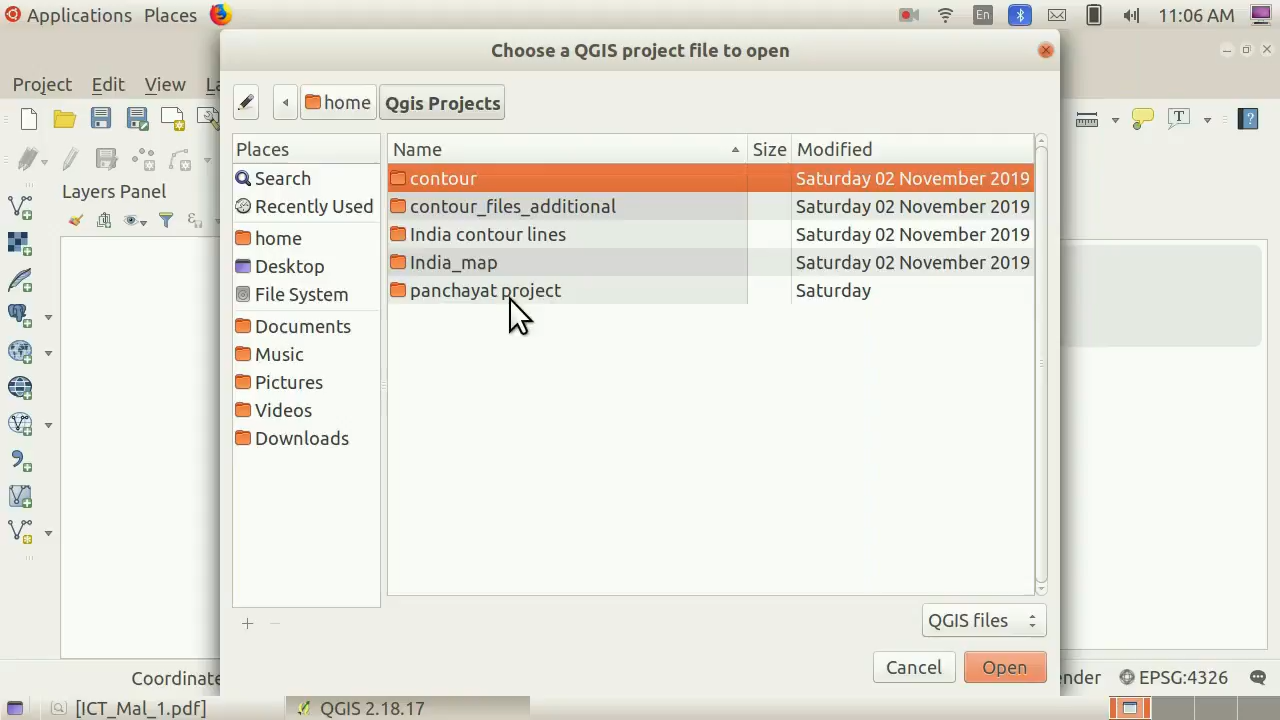 Applications Places En 11:06 AM
Choose a QGIS project file to open
Project Edit View
home Qgis Projects
Places Name Size Modified
Search contour Saturday 02 November 2019
Recently Used contour_files_additional Saturday 02 November 2019
home India contour lines Saturday 02 November 2019
Desktop India_map Saturday 02 November 2019
File System panchayat project Saturday
Documents
Music
Pictures
Videos
Downloads
Layers Panel
QGIS files
Cancel Open
Coordinate
ender EPSG:4326
[ICT_Mal_1.pdf] QGIS 2.18.17